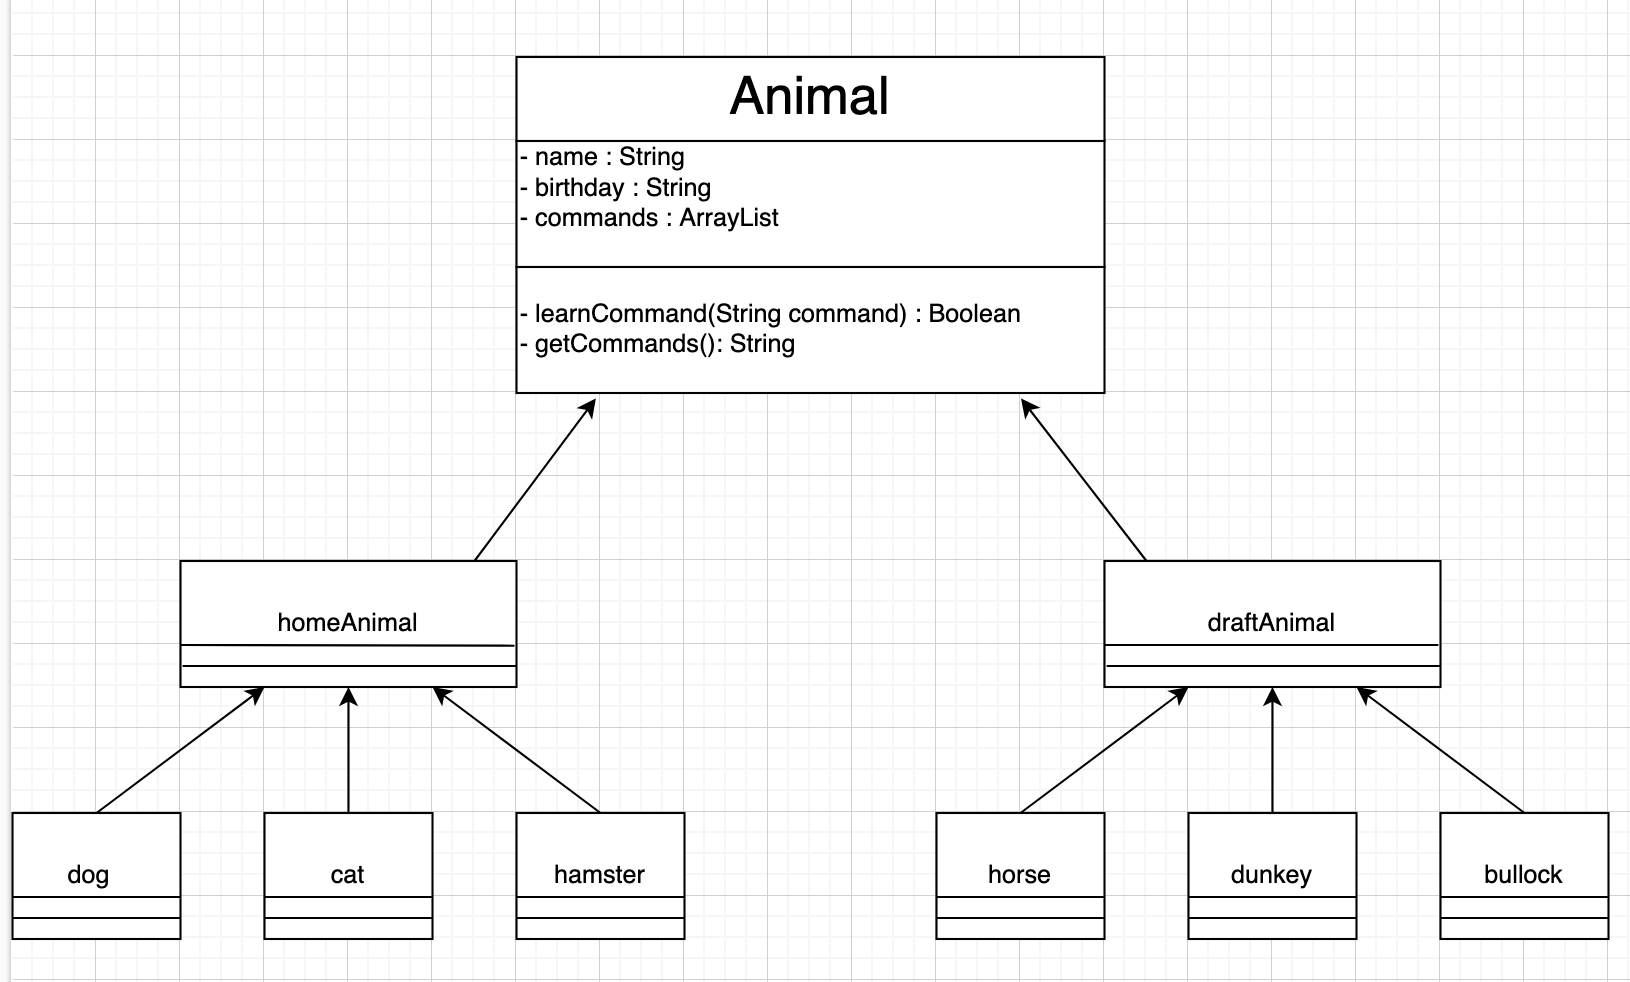 Animal
- name : String
- birthday : String
- commands : ArrayList
- learnCommand(String command) : Boolean
- getCommands(): String
homeAnimal
draftAnimal
dog
cat
hamster
horse
dunkey
bullock